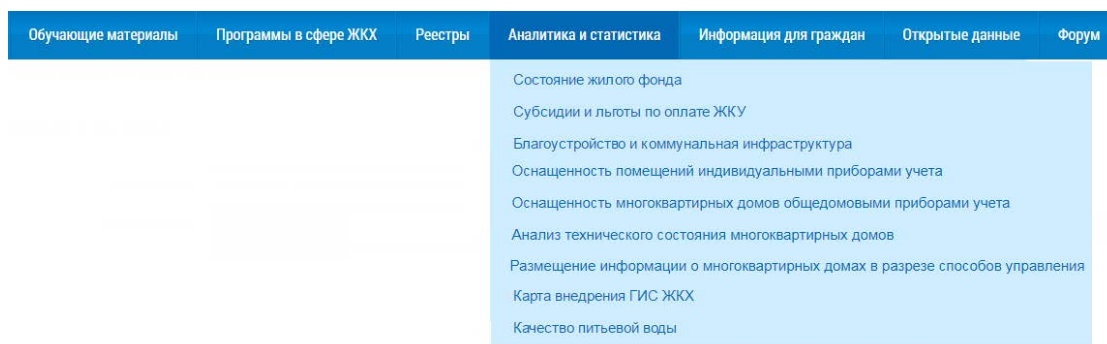 Обучающие материалы Программы в сфере ЖКХ Реестры Аналитика и статистика Информация для граждан Открытые данные Форум
Состояние жилого фонда
Субсидии и льготы по оплате ЖКУ
Благоустройство и коммунальная инфраструктура
Оснащенность помещений индивидуальными приборами учета
Оснащенность многоквартирных домов общедомовыми приборами учета
Анализ технического состояния многоквартирных домов
Размещение информации о многоквартирных домах в разрезе способов управления
Карта внедрения ГИС ЖКХ
Качество питьевой воды